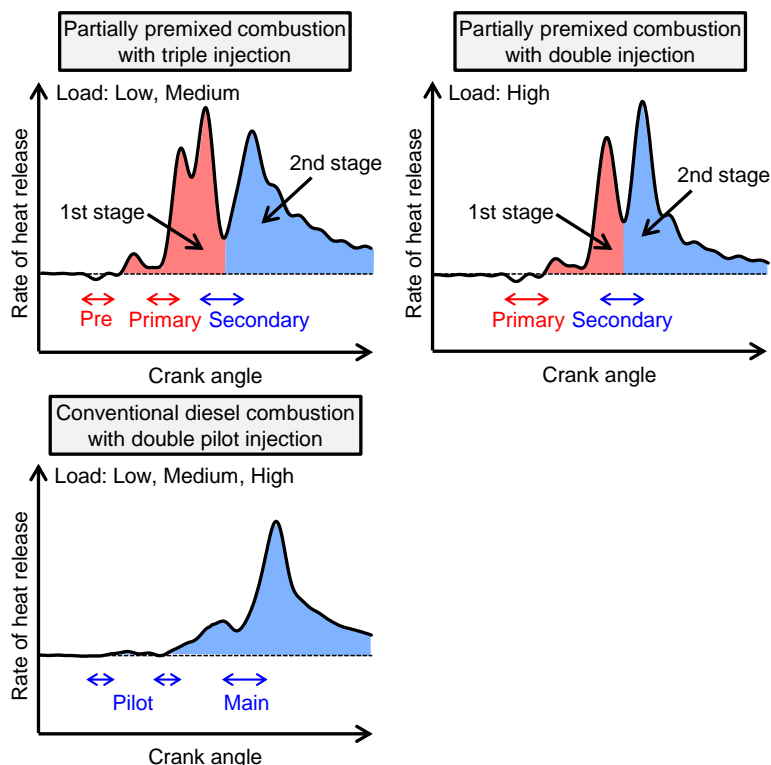 Partially premixed combustion
with triple injection
Load: Low, Medium
Rate of heat release
1st stage
2nd stage
Pre
Primary
Secondary
Crank angle
Partially premixed combustion
with double injection
Load: High
Rate of heat release
1st stage
2nd stage
Primary
Secondary
Crank angle
Conventional diesel combustion
with double pilot injection
Load: Low, Medium, High
Rate of heat release
Pilot
Main
Crank angle